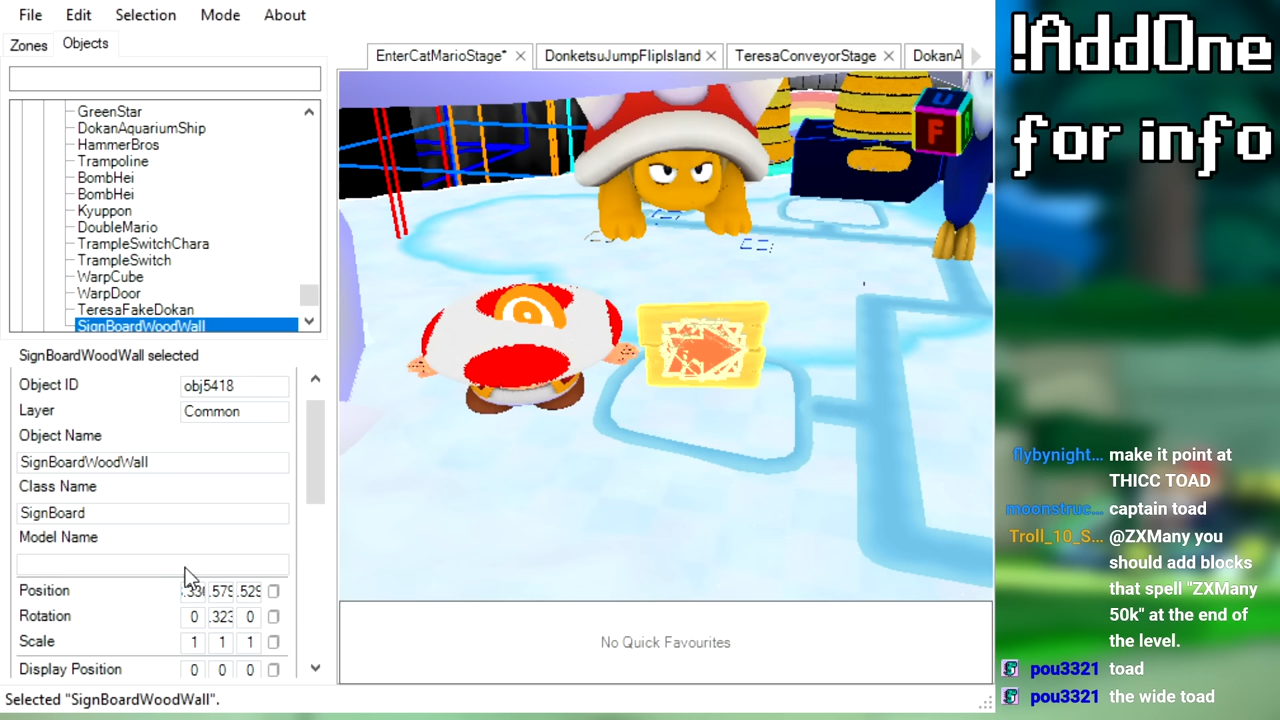 File Edit Selection Mode About
Zones Objects
EnterCatMarioStage* DonketsuJumpFlipIsland TeresaConveyorStage DokanA
GreenStar
DokanAquariumShip
HammerBros
Trampoline
BombHei
BombHei
Kyuppon
DoubleMario
TrampleSwitchChara
TrampleSwitch
WarpCube
WarpDoor
TeresaFakeDokan
SignBoardWoodWall
SignBoardWoodWall selected
Object ID obj5418
Layer Common
Object Name
SignBoardWoodWall
Class Name
SignBoard
Model Name
Position .579 .529
Rotation 0 .323 0
Scale 1 1 1
Display Position 0 0 0
Selected "SignBoardWoodWall".
U
F
No Quick Favourites
!AddOne
for info
flybynight... make it point at
THICC TOAD
moonstruc... captain toad
Troll_10_S... @ZXMany you
should add blocks
that spell "ZXMany
50k" at the end of
the level.
pou3321 toad
pou3321 the wide toad